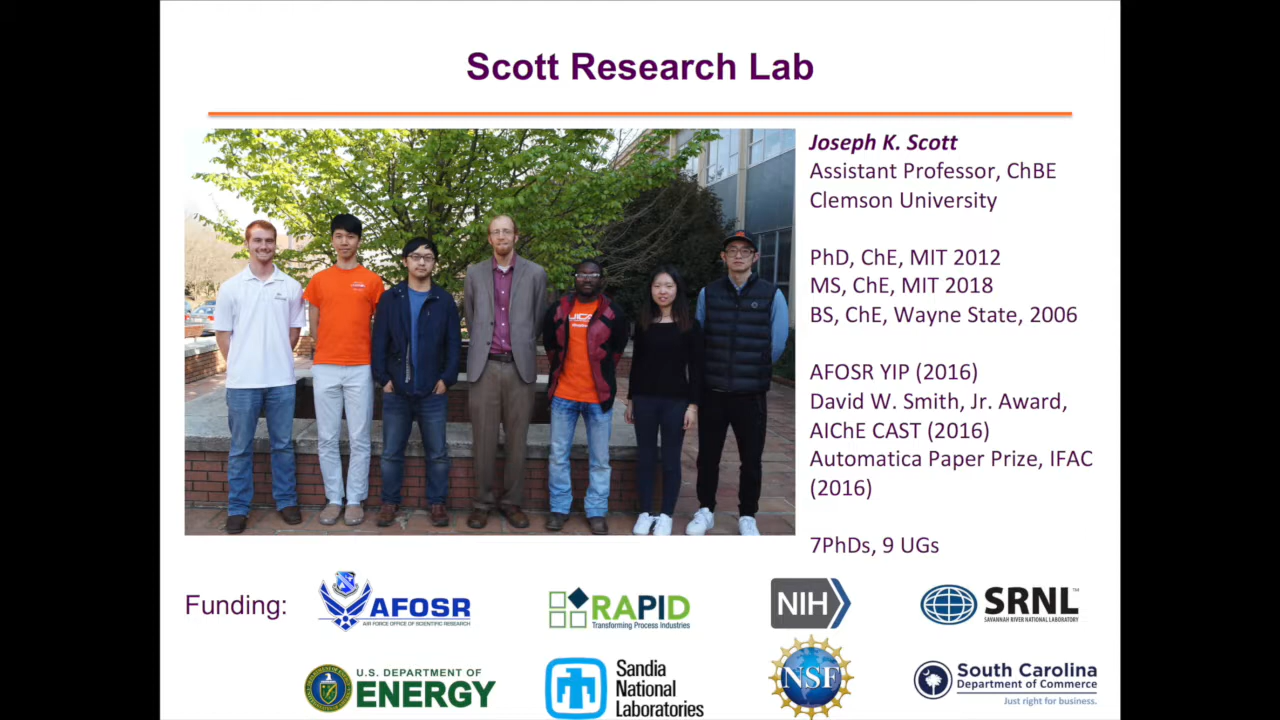 Scott Research Lab
Joseph K. Scott
Assistant Professor, ChBE
Clemson University
PhD, ChE, MIT 2012
MS, ChE, MIT 2018
BS, ChE, Wayne State, 2006
AFOSR YIP (2016)
David W. Smith, Jr. Award,
AIChE CAST (2016)
Automatica Paper Prize, IFAC
(2016)
7PhDs, 9 UGs
Funding:
AFOSR
AIR FORCE OFFICE OF SCIENTIFIC RESEARCH
RAPID
Transforming Process Industries
NIH
SRNL™
SAVANNAH RIVER NATIONAL LABORATORY
U.S. DEPARTMENT OF
ENERGY
Sandia
National
Laboratories
NSF
South Carolina
Department of Commerce
Just right for business.